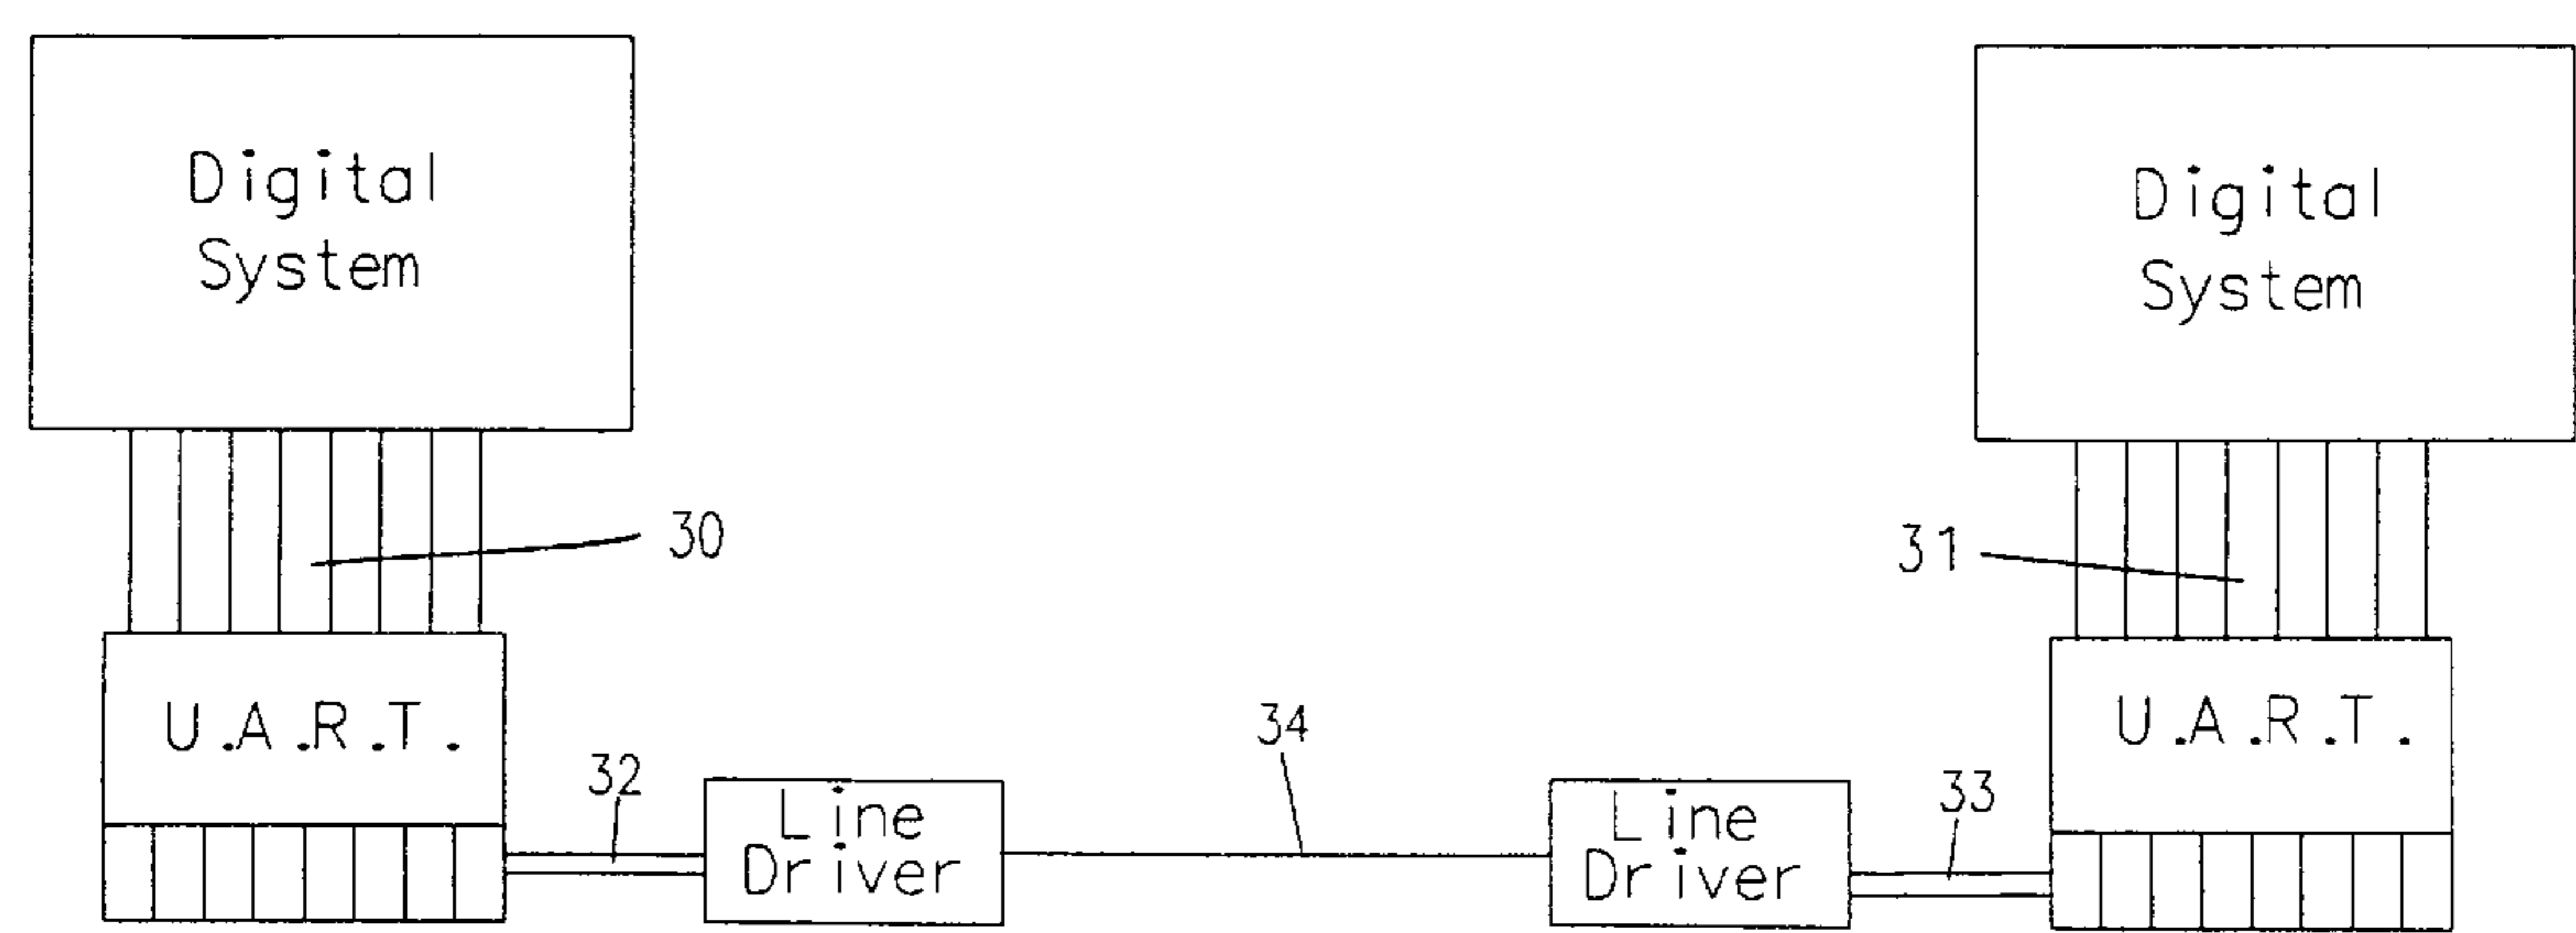 Digital
System
Digital
System
30
31
U.A.R.T.
U.A.R.T.
32
34
33
Line
Driver
Line
Driver